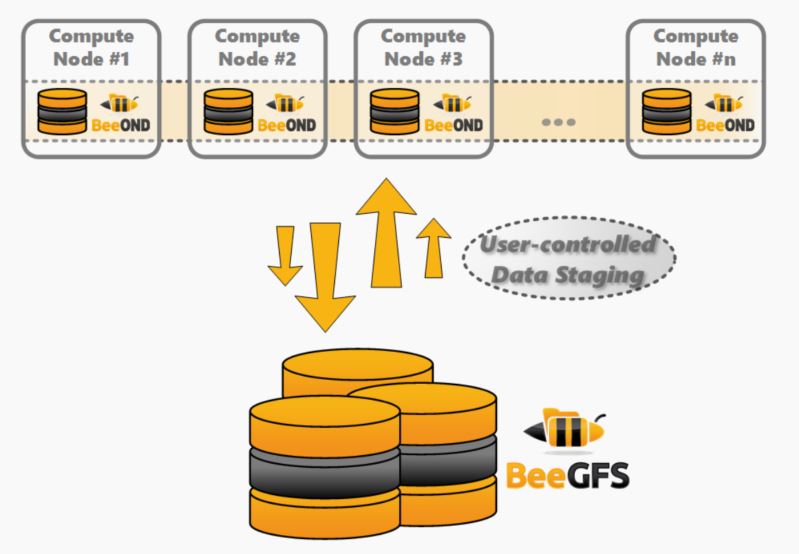 Compute
Node #1
Compute
Node #2
Compute
Node #3
Compute
Node #n
BeeOND
BeeOND
BeeOND
...
BeeOND
User-controlled
Data Staging
BeeGFS